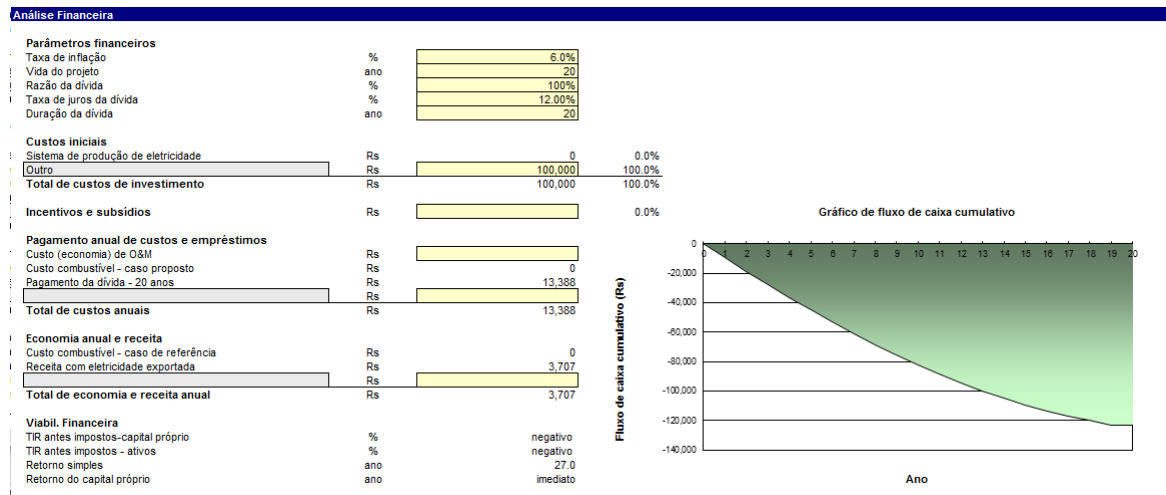 Análise Financeira
Parâmetros financeiros
Taxa de inflação % 6.0%
Vida do projeto ano 20
Razão da dívida % 100%
Taxa de juros da dívida % 12.00%
Duração da dívida ano 20
Custos iniciais
Sistema de produção de eletricidade Rs 0 0.0%
Outro Rs 100,000 100.0%
Total de custos de investimento Rs 100,000 100.0%
Incentivos e subsídios Rs 0.0%
Pagamento anual de custos e empréstimos
Custo (economia) de O&M Rs
Custo combustível - caso proposto Rs 0
Pagamento da dívida - 20 anos Rs 13,388
Rs
Total de custos anuais Rs 13,388
Economia anual e receita
Custo combustível - caso de referência Rs 0
Receita com eletricidade exportada Rs 3,707
Rs
Total de economia e receita anual Rs 3,707
Viabil. Financeira
TIR antes impostos-capital próprio % negativo
TIR antes impostos - ativos % negativo
Retorno simples ano 27.0
Retorno do capital próprio ano imediato
Gráfico de fluxo de caixa cumulativo
Fluxo de caixa cumulativo (Rs)
0
0 1 2 3 4 5 6 7 8 9 10 11 12 13 14 15 16 17 18 19 20
-20,000
-40,000
-60,000
-80,000
-100,000
-120,000
-140,000
Ano